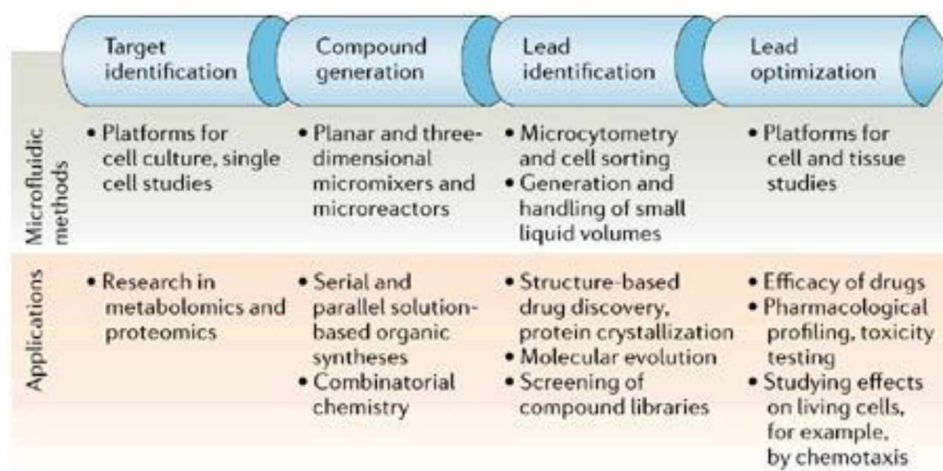 Target
identification
Compound
generation
Lead
identification
Lead
optimization
Microfluidic
methods
• Platforms for
cell culture, single
cell studies
• Planar and three-
dimensional
micromixers and
microreactors
• Microcytometry
and cell sorting
• Generation and
handling of small
liquid volumes
• Platforms for
cell and tissue
studies
Applications
• Research in
metabolomics and
proteomics
• Serial and
parallel solution-
based organic
syntheses
• Combinatorial
chemistry
• Structure-based
drug discovery,
protein crystallization
• Molecular evolution
• Screening of
compound libraries
• Efficacy of drugs
• Pharmacological
profiling, toxicity
testing
• Studying effects
on living cells,
for example,
by chemotaxis